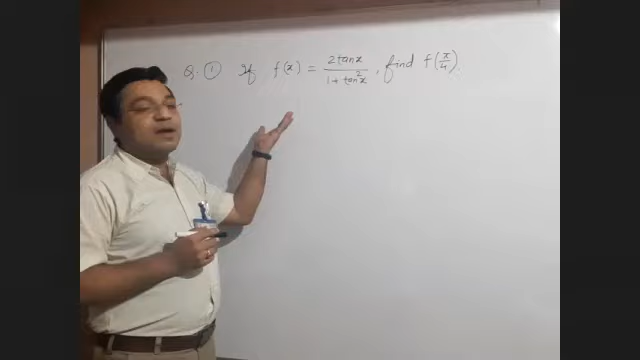 Q. ① If f(x) = 2tanx / 1 + tan²x , find f(π/4).